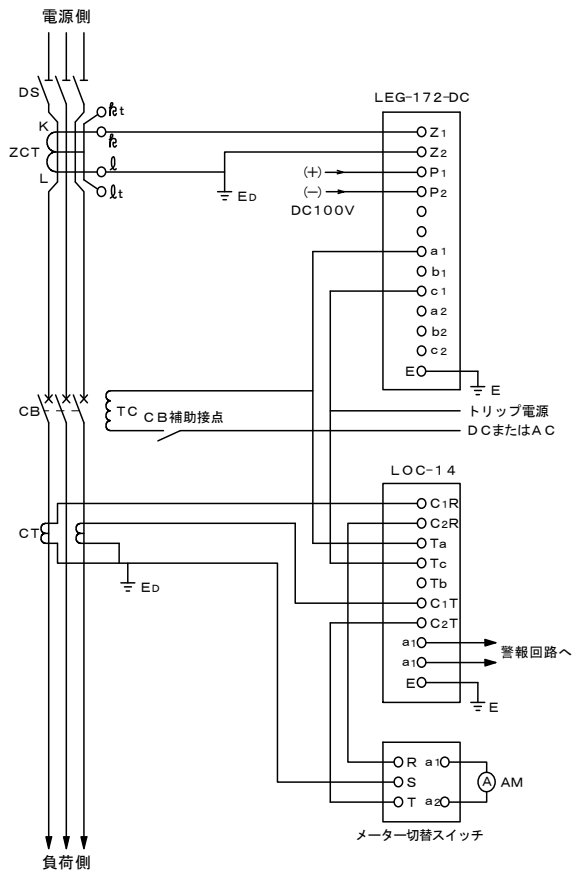 電源側
DS
K
ZCT
L
kt
k
l
lt
ED
LEG-172-DC
Z1
Z2
(+)
P1
(−)
P2
DC100V
a1
b1
c1
a2
b2
c2
E
E
CB
TC
CB補助接点
トリップ電源
DCまたはAC
LOC-14
C1R
C2R
Ta
Tc
Tb
C1T
C2T
a1
a1
警報回路へ
E
E
CT
ED
R a1
S
T a2
A
AM
メーター切替スイッチ
負荷側